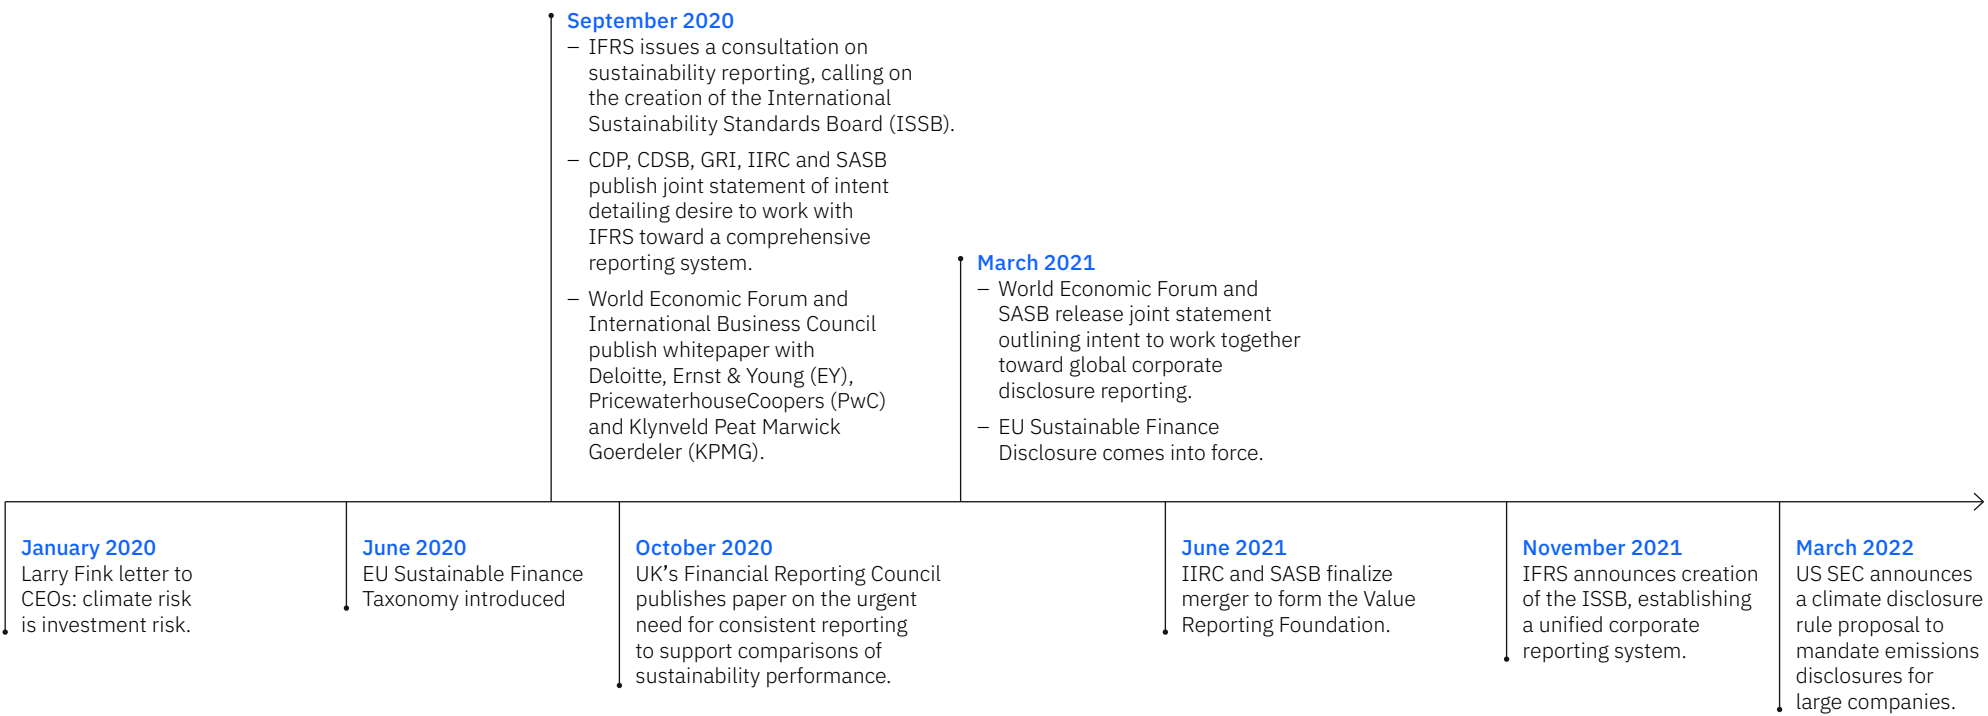 September 2020
– IFRS issues a consultation on
sustainability reporting, calling on
the creation of the International
Sustainability Standards Board (ISSB).
– CDP, CDSB, GRI, IIRC and SASB
publish joint statement of intent
detailing desire to work with
IFRS toward a comprehensive
reporting system.
– World Economic Forum and
International Business Council
publish whitepaper with
Deloitte, Ernst & Young (EY),
PricewaterhouseCoopers (PwC)
and Klynveld Peat Marwick
Goerdeler (KPMG).
March 2021
– World Economic Forum and
SASB release joint statement
outlining intent to work together
toward global corporate
disclosure reporting.
– EU Sustainable Finance
Disclosure comes into force.
January 2020
Larry Fink letter to
CEOs: climate risk
is investment risk.
June 2020
EU Sustainable Finance
Taxonomy introduced
October 2020
UK's Financial Reporting Council
publishes paper on the urgent
need for consistent reporting
to support comparisons of
sustainability performance.
June 2021
IIRC and SASB finalize
merger to form the Value
Reporting Foundation.
November 2021
IFRS announces creation
of the ISSB, establishing
a unified corporate
reporting system.
March 2022
US SEC announces
a climate disclosure
rule proposal to
mandate emissions
disclosures for
large companies.